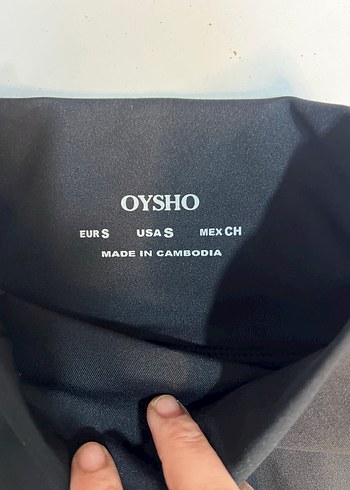 OYSHO
EUR S USA S MEX CH
MADE IN CAMBODIA